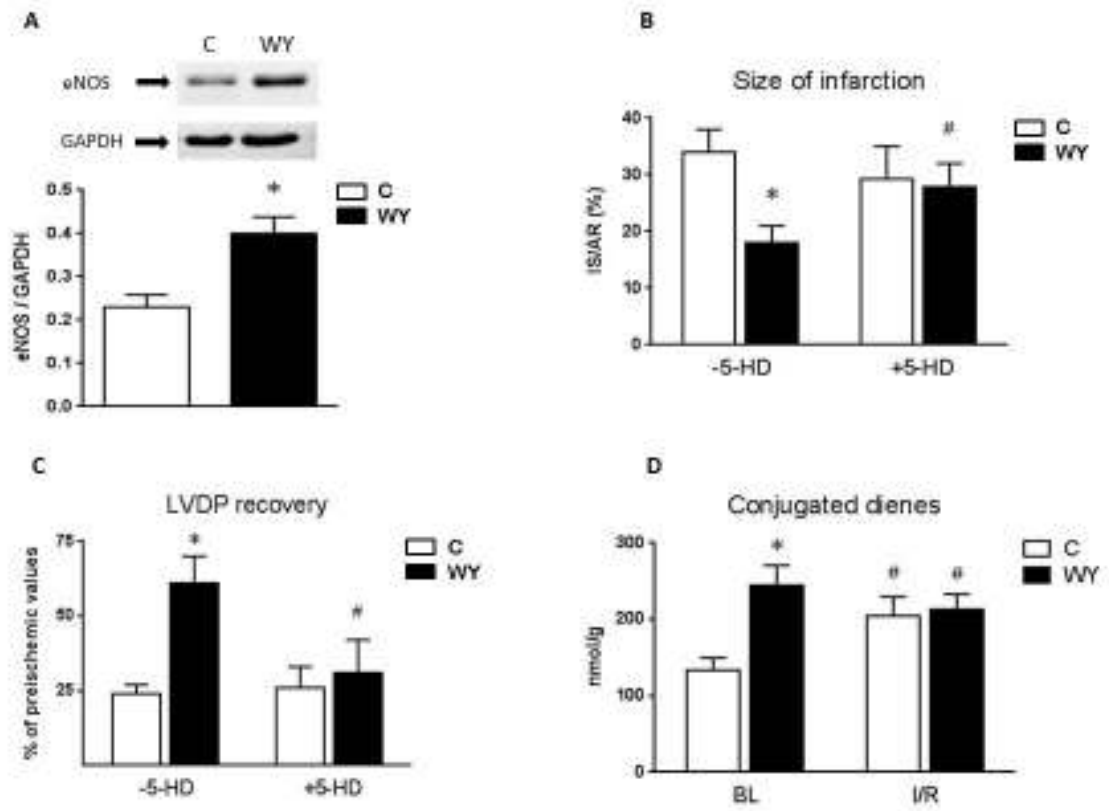 A
C WY
eNOS
GAPDH
0.5
0.4
0.3
0.2
0.1
0.0
eNOS / GAPDH
*
C
WY
B
Size of infarction
40
30
20
10
0
IS/AR (%)
*
#
C
WY
-5-HD +5-HD
C
LVDP recovery
75
50
25
% of preischemic values
*
#
C
WY
-5-HD +5-HD
D
Conjugated dienes
300
200
100
0
nmol/g
*
# #
C
WY
BL I/R